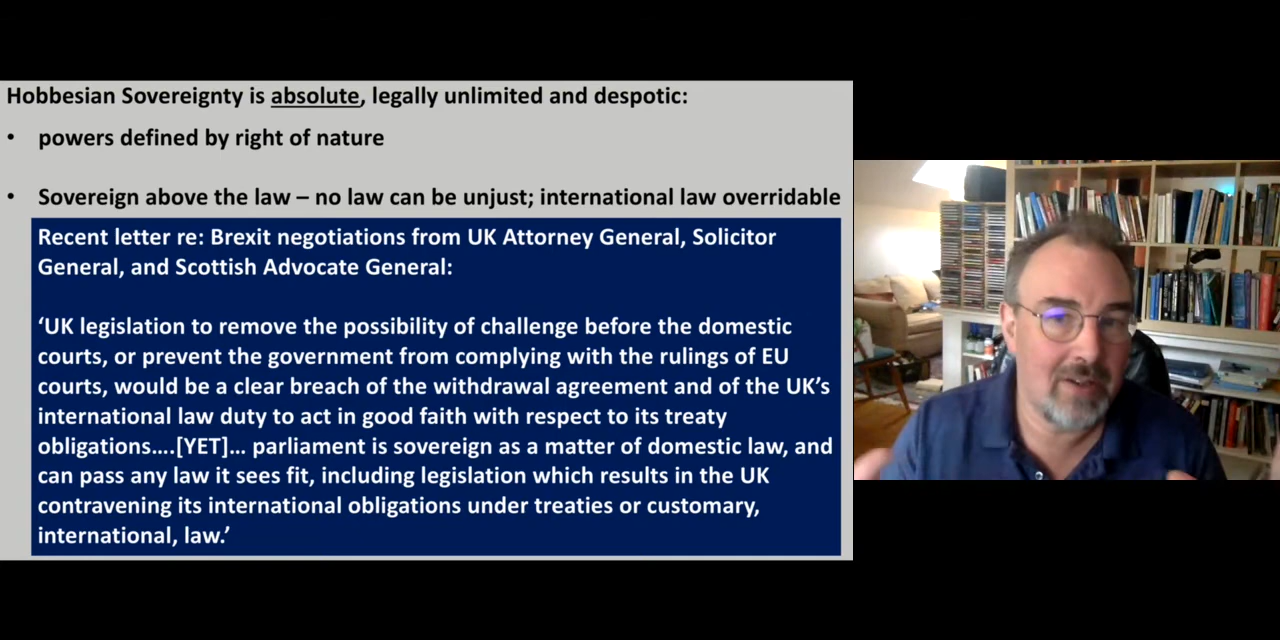 Hobbesian Sovereignty is absolute, legally unlimited and despotic:
• powers defined by right of nature
• Sovereign above the law – no law can be unjust; international law overridable
Recent letter re: Brexit negotiations from UK Attorney General, Solicitor
General, and Scottish Advocate General:
‘UK legislation to remove the possibility of challenge before the domestic
courts, or prevent the government from complying with the rulings of EU
courts, would be a clear breach of the withdrawal agreement and of the UK’s
international law duty to act in good faith with respect to its treaty
obligations....[YET]... parliament is sovereign as a matter of domestic law, and
can pass any law it sees fit, including legislation which results in the UK
contravening its international obligations under treaties or customary,
international, law.’